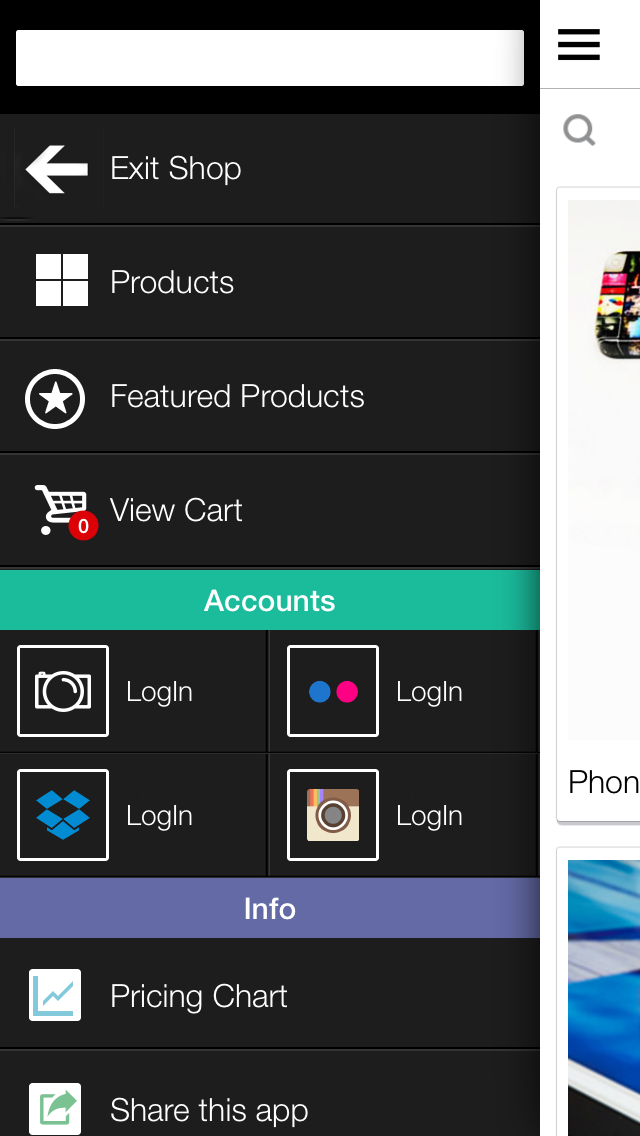 Exit Shop
Products
Featured Products
View Cart
0
Accounts
LogIn
LogIn
LogIn
LogIn
Info
Pricing Chart
Share this app
Phon